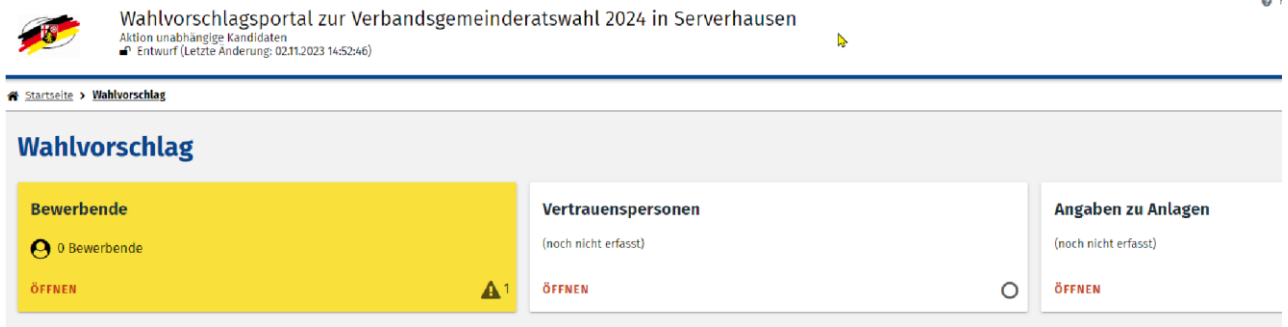 Wahlvorschlagsportal zur Verbandsgemeinderatswahl 2024 in Serverhausen
Aktion unabhängige Kandidaten
Entwurf (Letzte Änderung: 02.11.2023 14:52:46)
Startseite > Wahlvorschlag
Wahlvorschlag
Bewerbende
0 Bewerbende
ÖFFNEN
1
Vertrauenspersonen
(noch nicht erfasst)
ÖFFNEN
Angaben zu Anlagen
(noch nicht erfasst)
ÖFFNEN